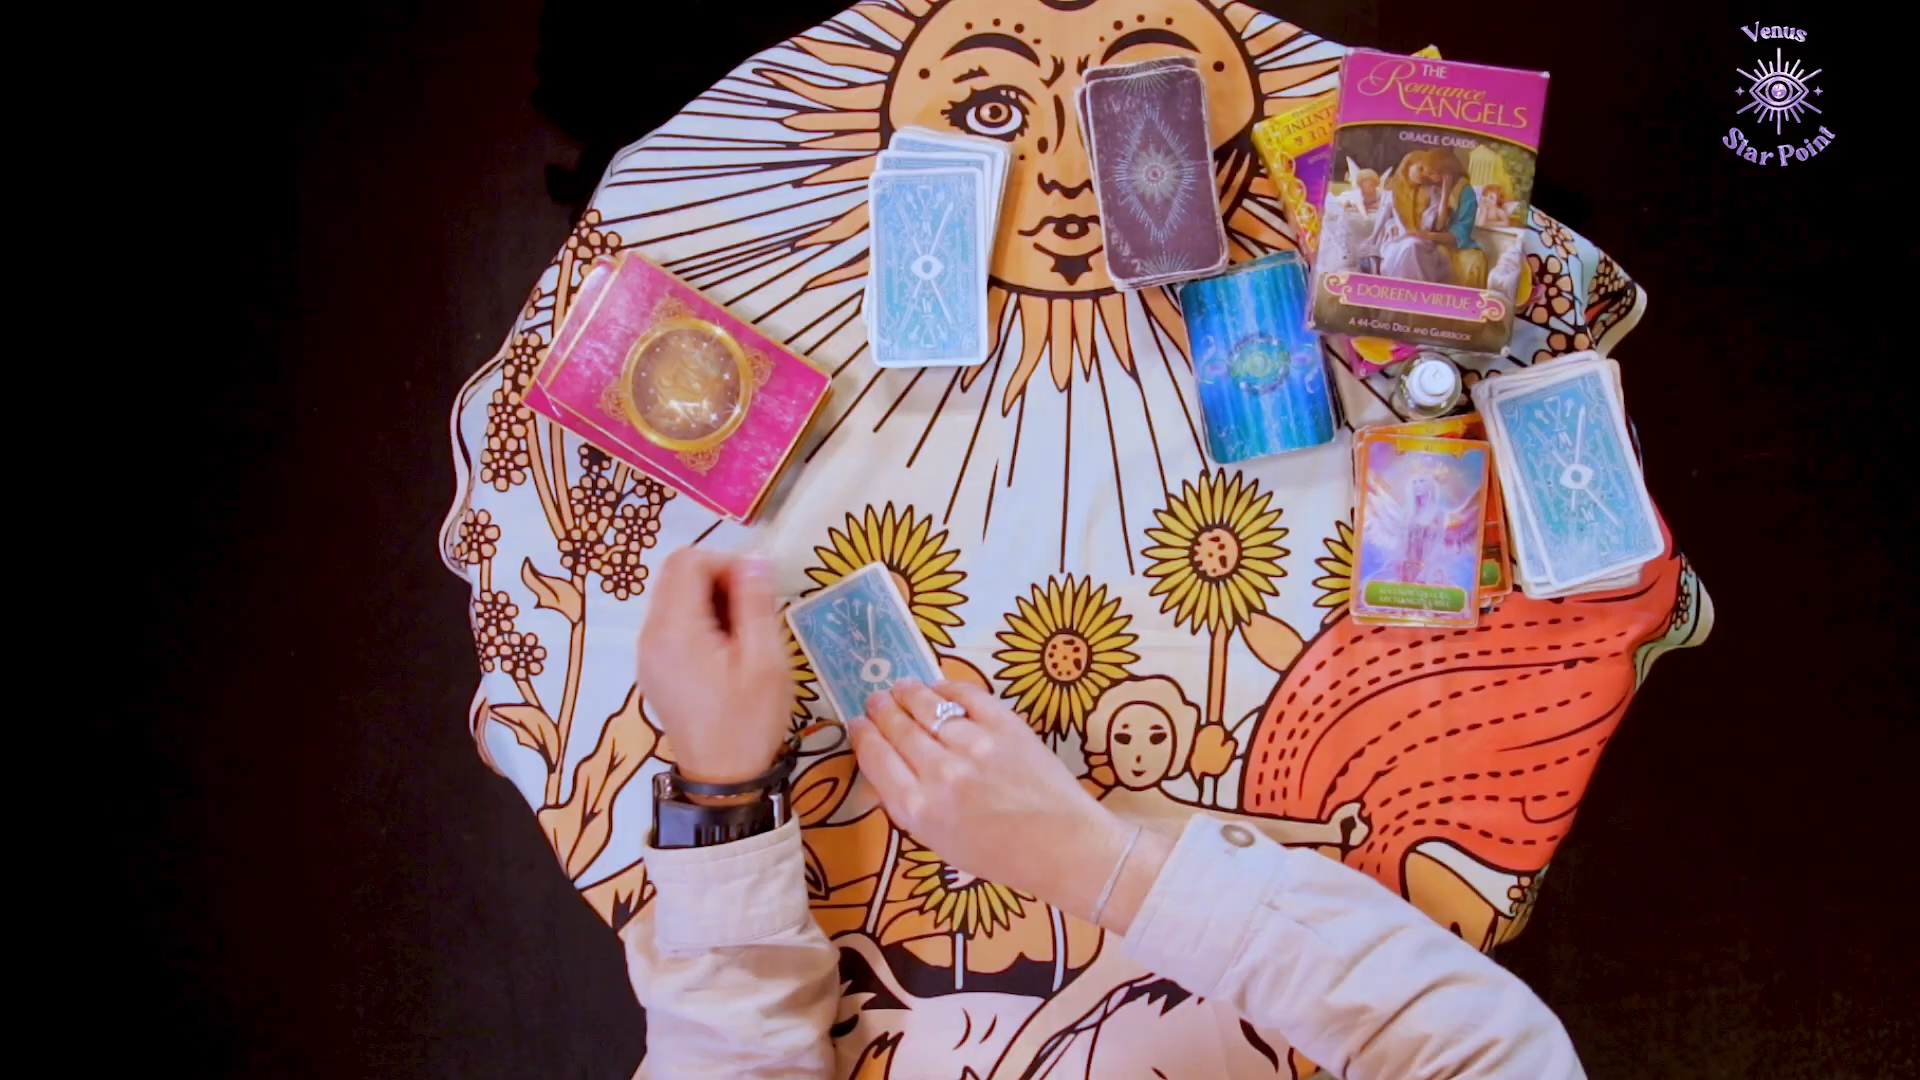 Venus
Star Point
THE
Romance
ANGELS
ORACLE CARDS
DOREEN VIRTUE
A 44-CARD DECK AND GUIDEBOOK